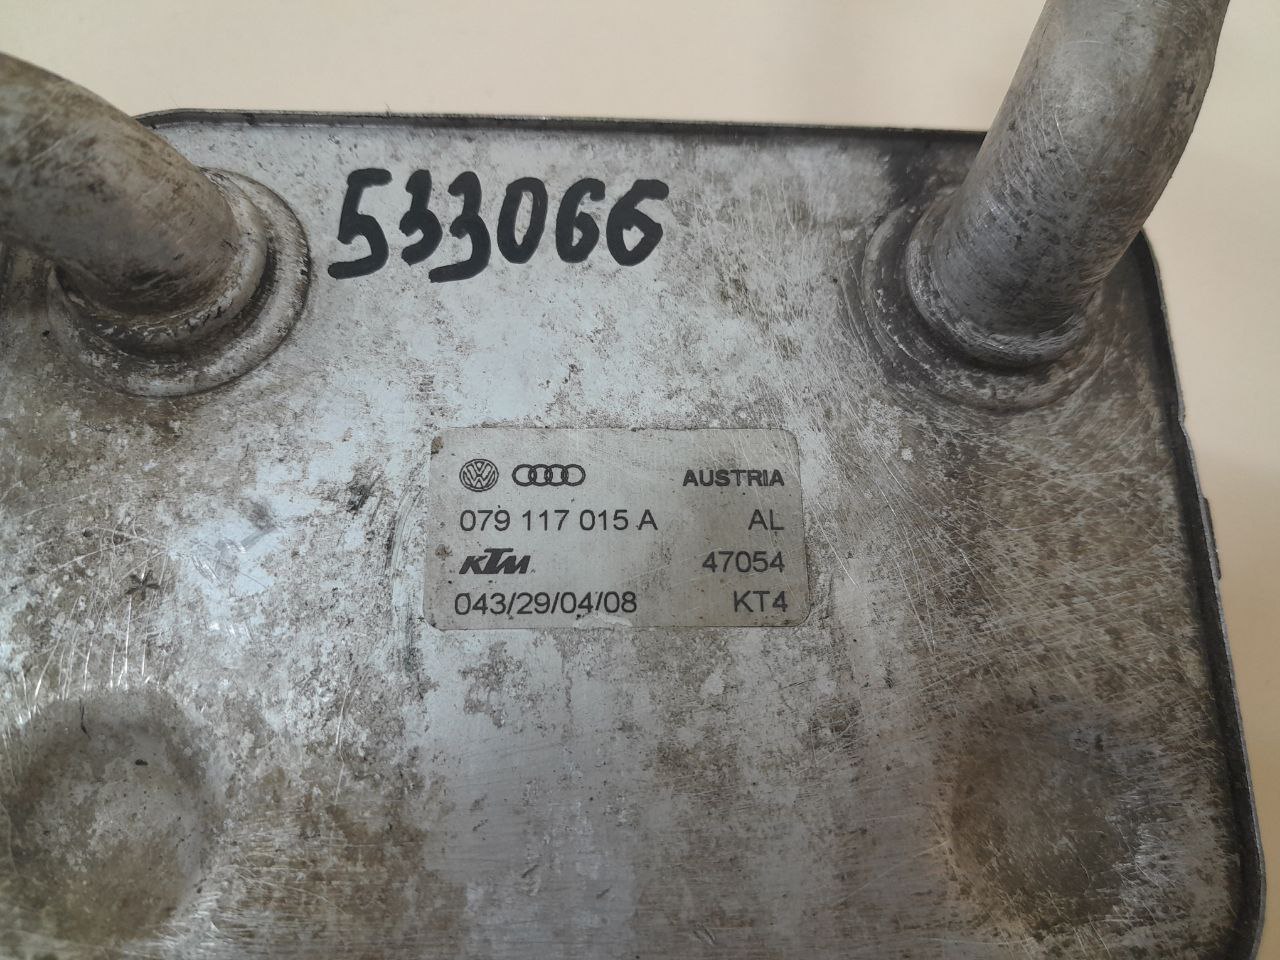 533066
AUSTRIA
079 117 015 A AL
KTM 47054
043/29/04/08 KT4